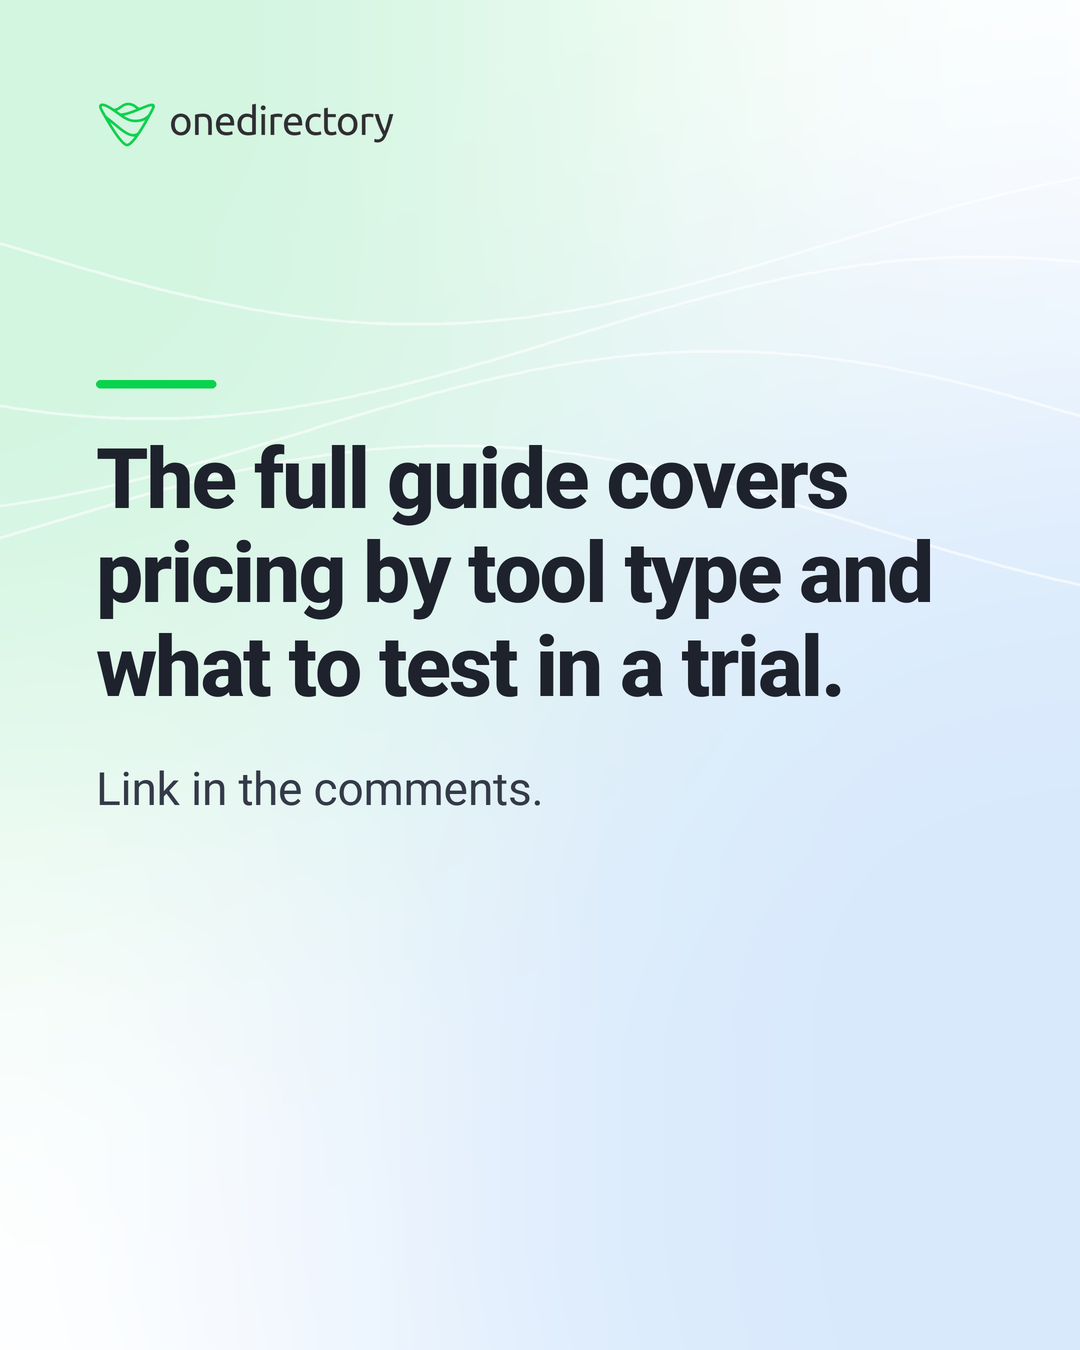 onedirectory
The full guide covers
pricing by tool type and
what to test in a trial.
Link in the comments.